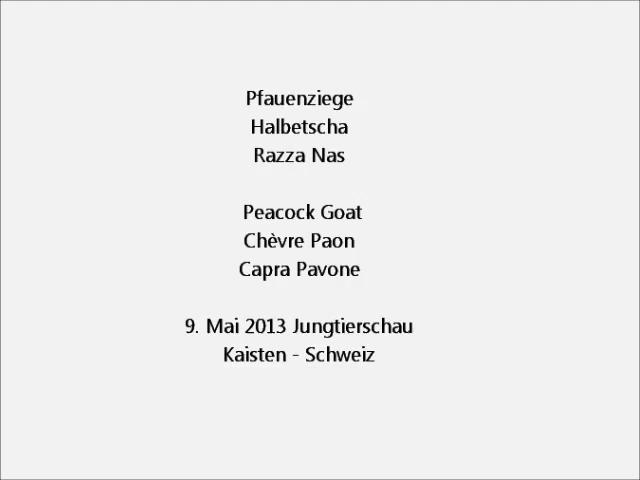 Pfauenziege
Halbetscha
Razza Nas
Peacock Goat
Chèvre Paon
Capra Pavone
9. Mai 2013 Jungtierschau
Kaisten - Schweiz